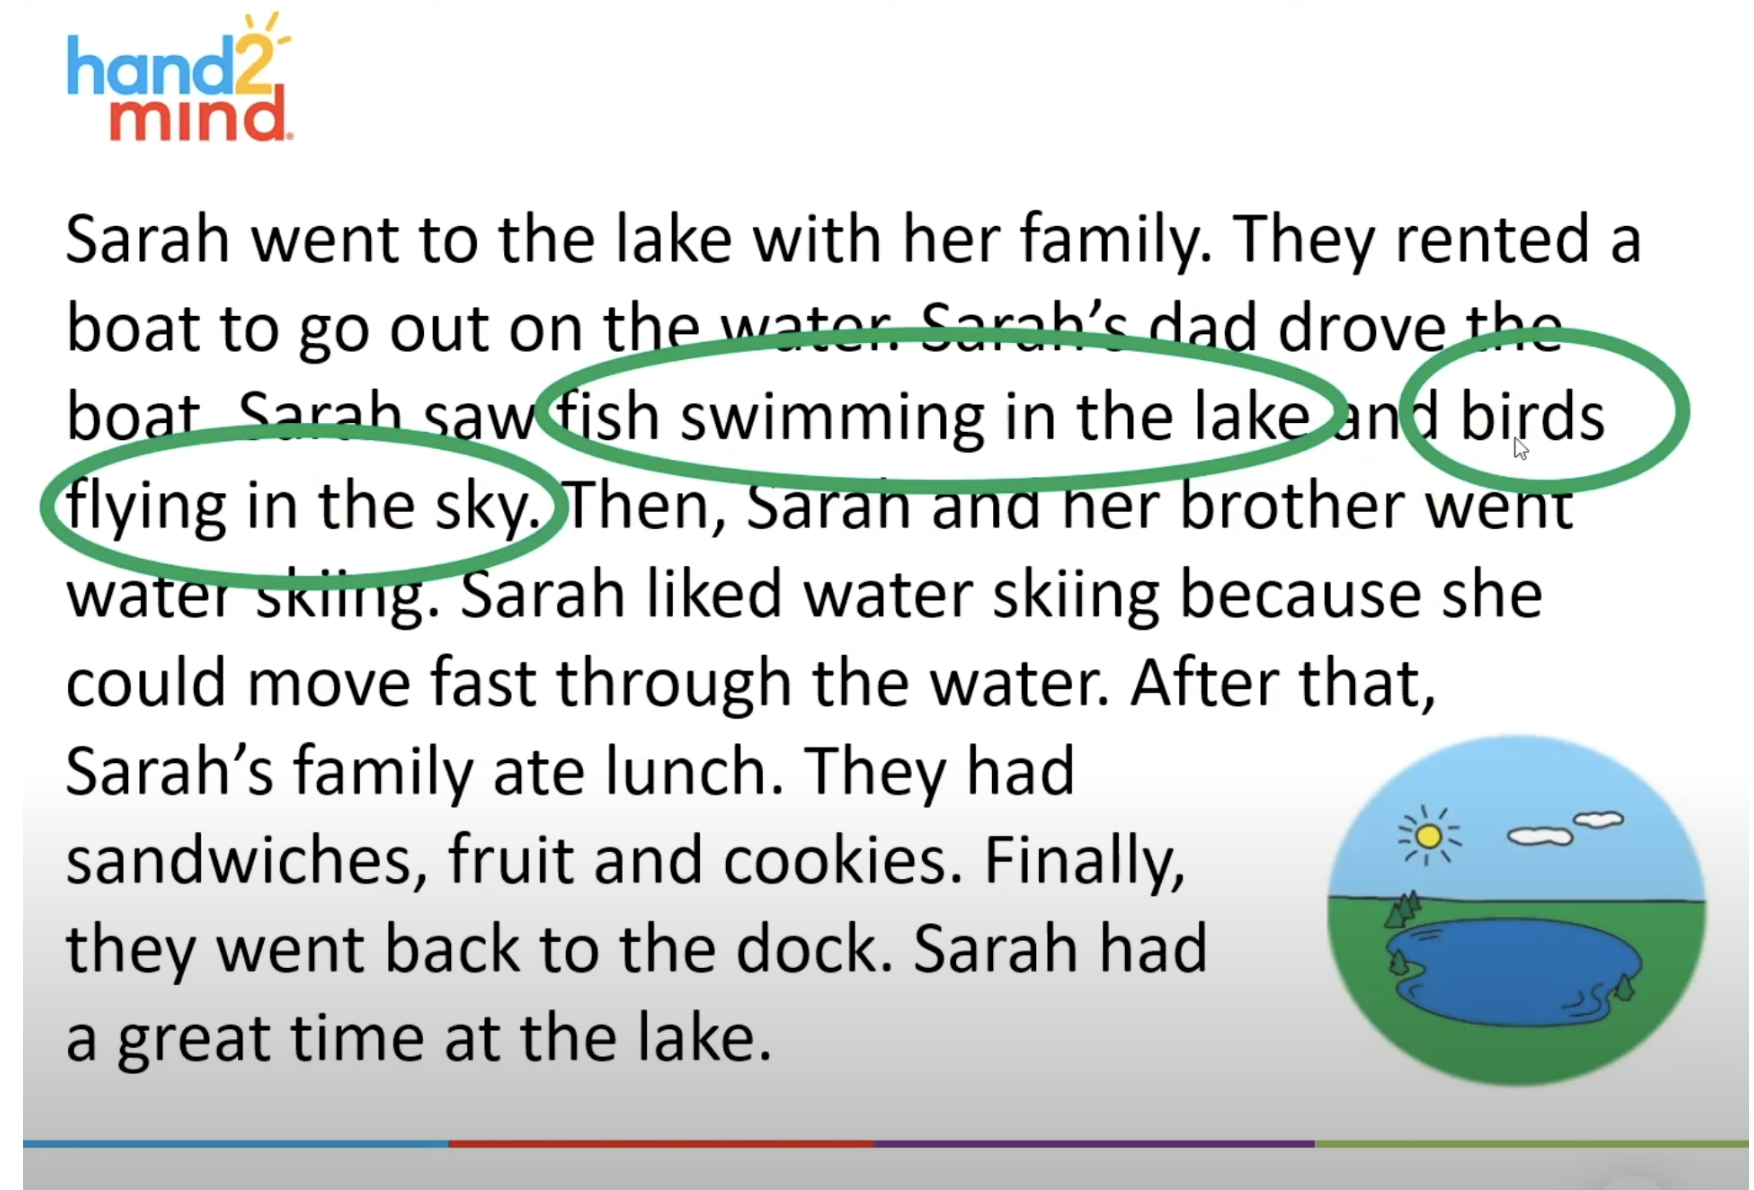 hand2
mind®
Sarah went to the lake with her family. They rented a
boat to go out on the water. Sarah’s dad drove the
boat. Sarah saw fish swimming in the lake and birds
flying in the sky. Then, Sarah and her brother went
water skiing. Sarah liked water skiing because she
could move fast through the water. After that,
Sarah’s family ate lunch. They had
sandwiches, fruit and cookies. Finally,
they went back to the dock. Sarah had
a great time at the lake.